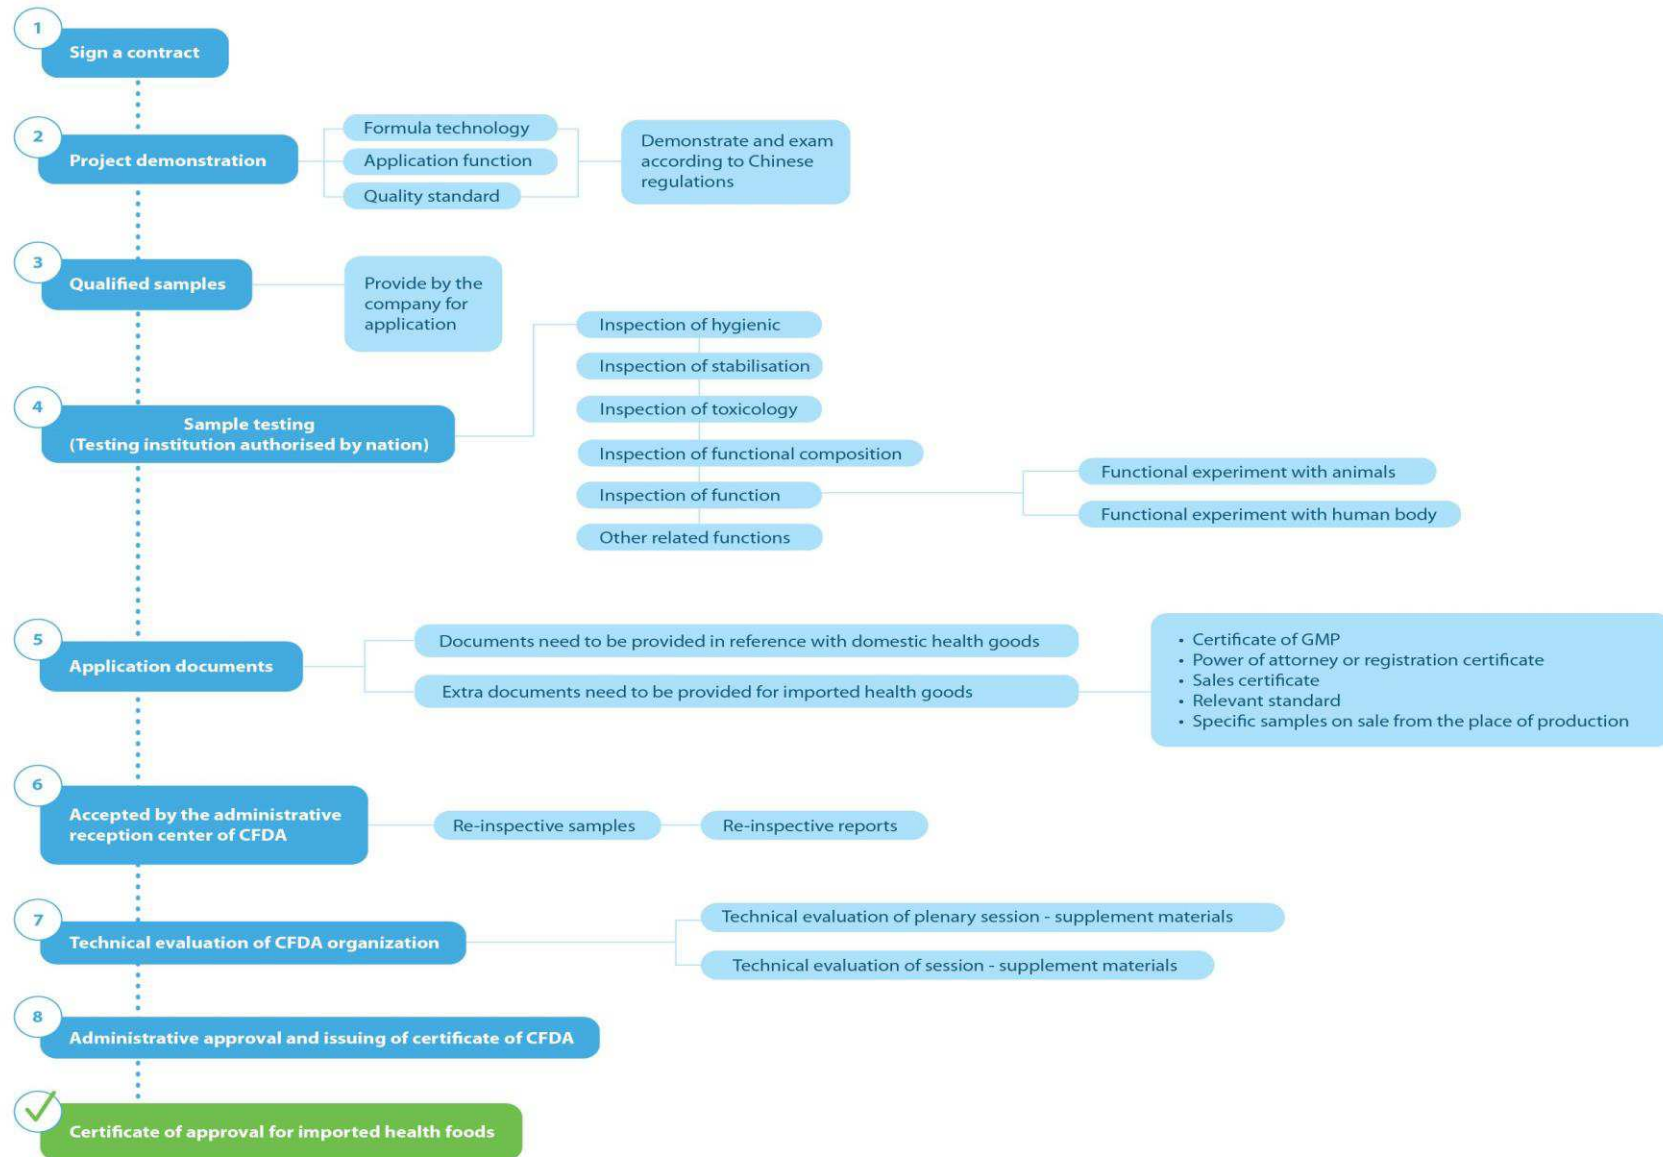 1
Sign a contract
2
Project demonstration
Formula technology
Application function
Quality standard
Demonstrate and exam
according to Chinese
regulations
3
Qualified samples
Provide by the
company for
application
4
Sample testing
(Testing institution authorised by nation)
Inspection of hygienic
Inspection of stabilisation
Inspection of toxicology
Inspection of functional composition
Inspection of function
Other related functions
Functional experiment with animals
Functional experiment with human body
5
Application documents
Documents need to be provided in reference with domestic health goods
Extra documents need to be provided for imported health goods
• Certificate of GMP
• Power of attorney or registration certificate
• Sales certificate
• Relevant standard
• Specific samples on sale from the place of production
6
Accepted by the administrative
reception center of CFDA
Re-inspective samples
Re-inspective reports
7
Technical evaluation of CFDA organization
Technical evaluation of plenary session - supplement materials
Technical evaluation of session - supplement materials
8
Administrative approval and issuing of certificate of CFDA
Certificate of approval for imported health foods